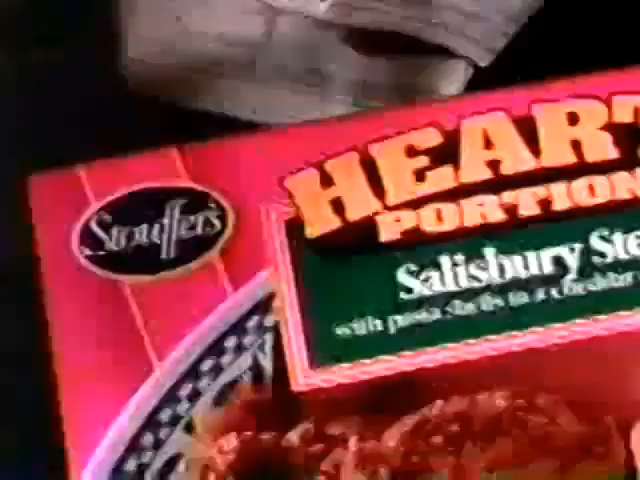 Stouffer's
HEART
PORTION
Salisbury Ste
with pasta shells in a cheddar